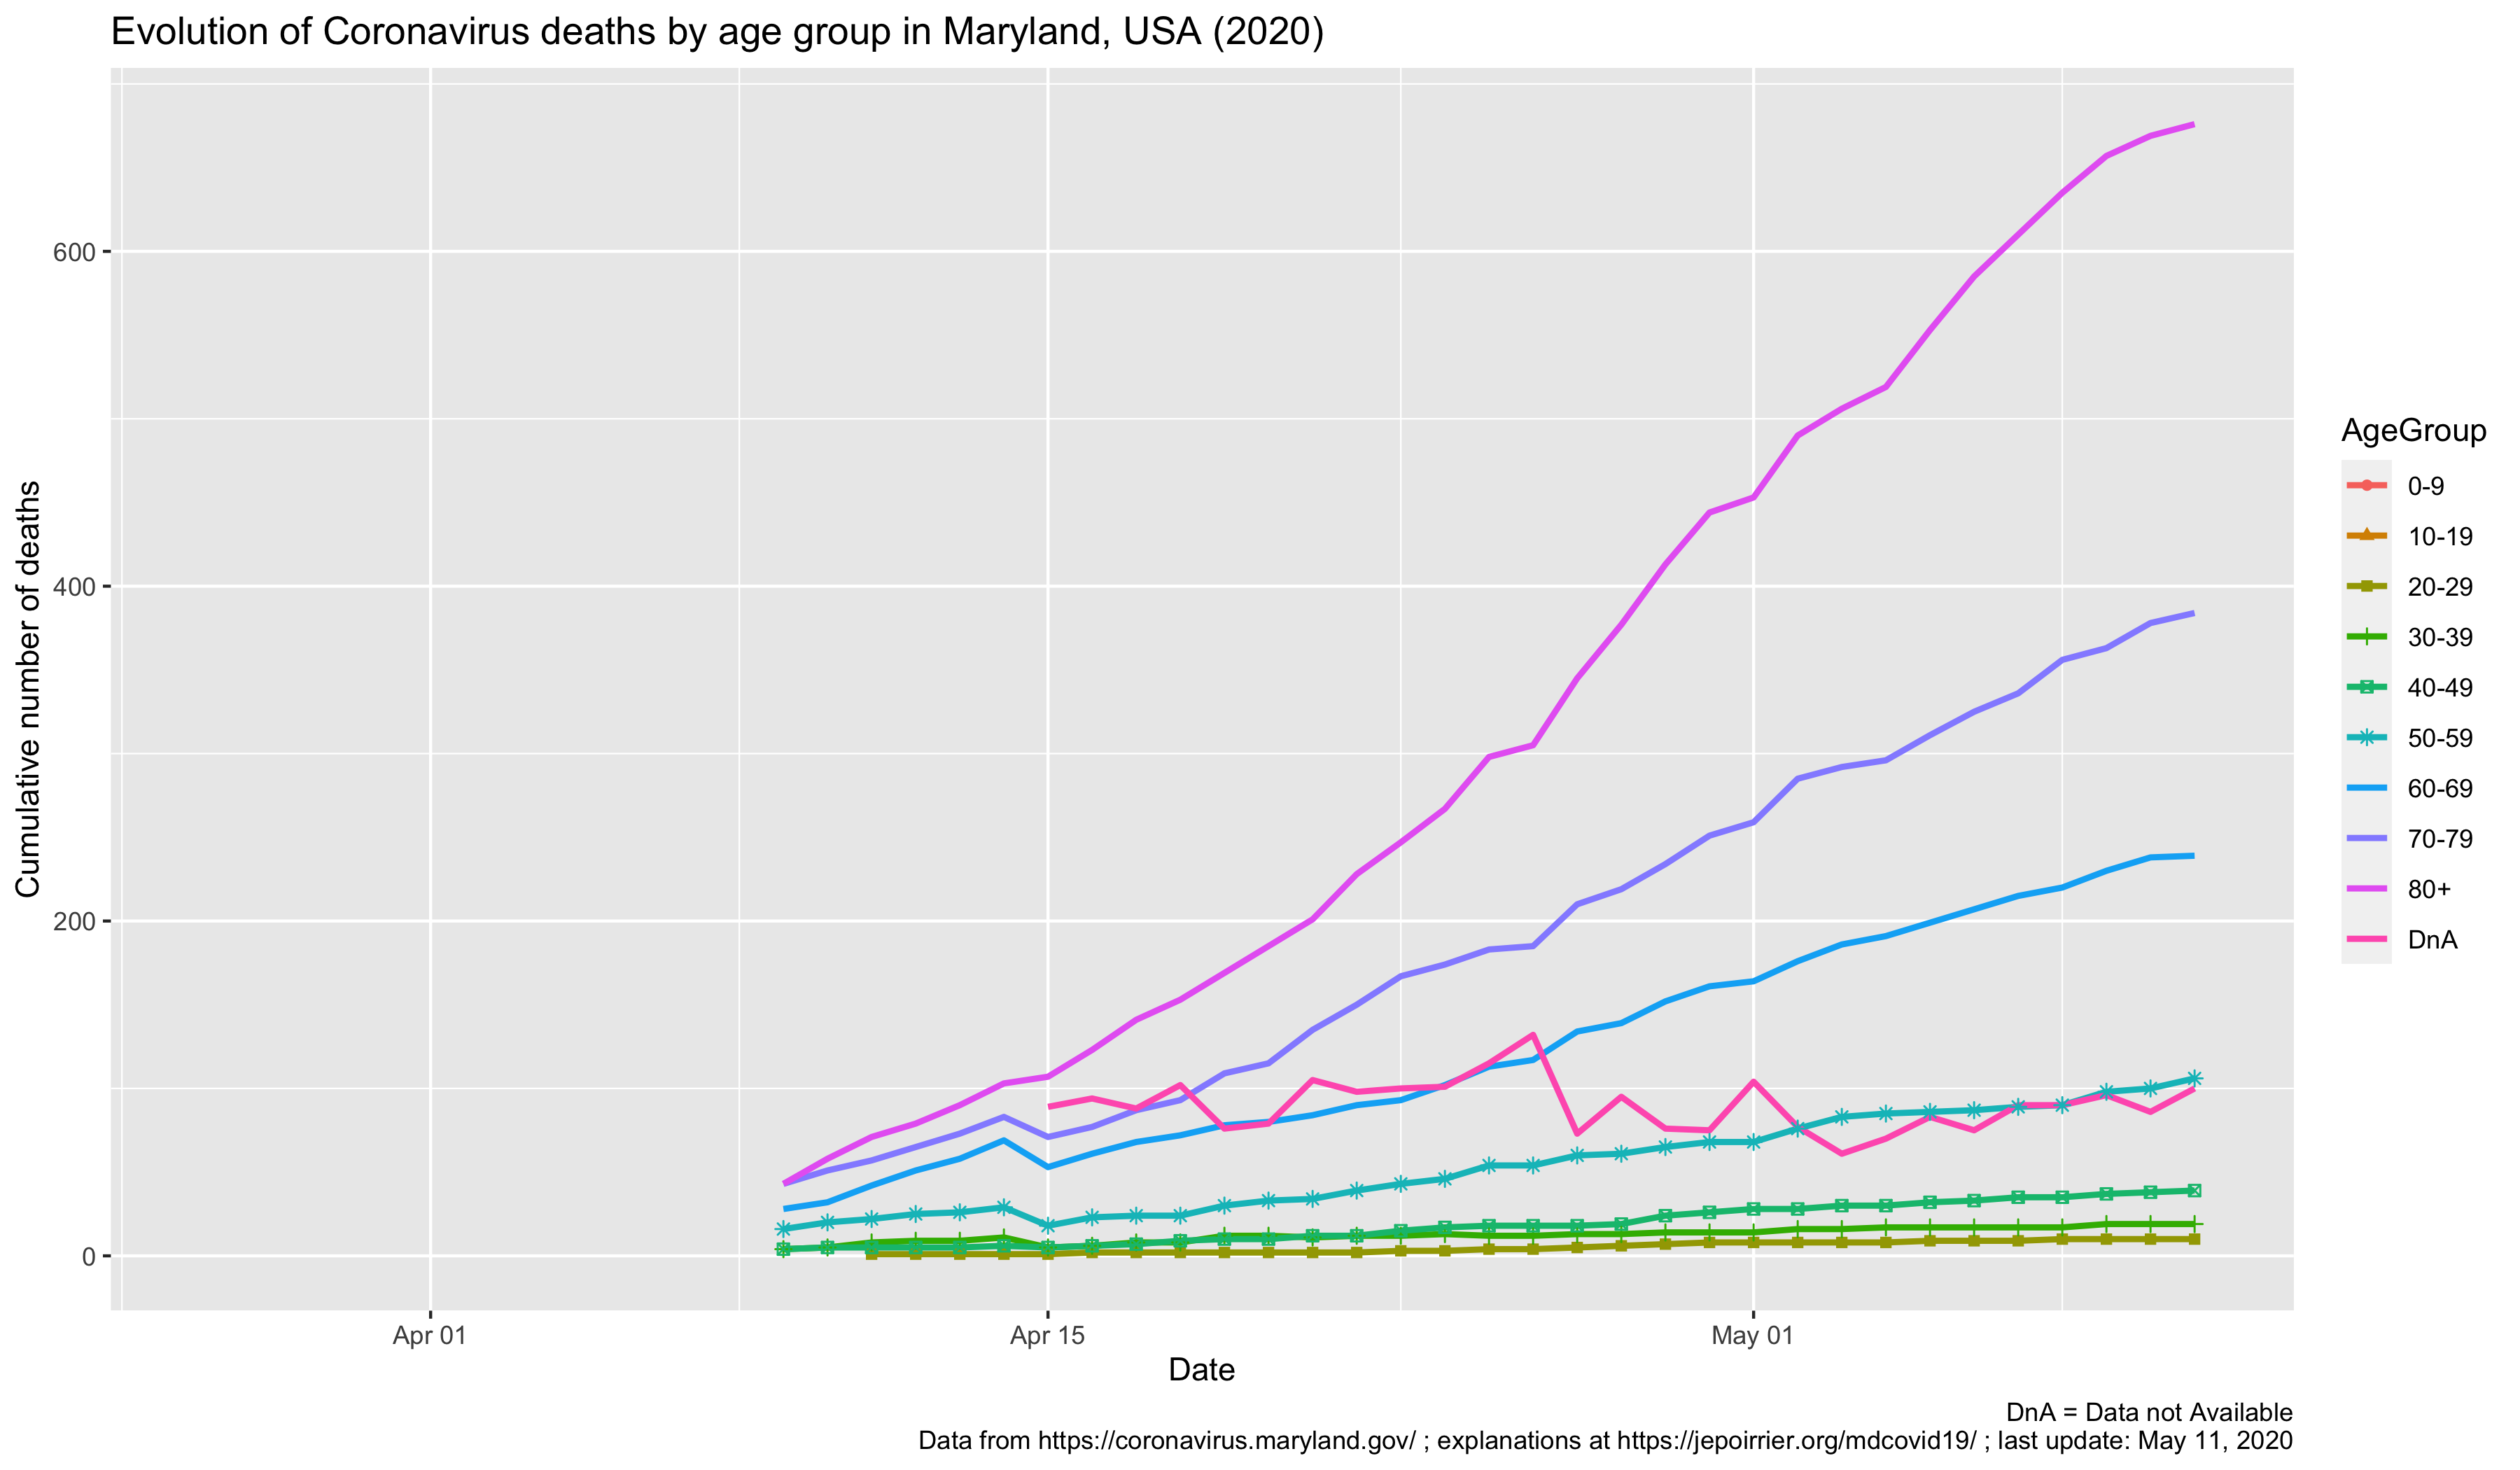 Evolution of Coronavirus deaths by age group in Maryland, USA (2020)
Cumulative number of deaths
600
400
200
0
Apr 01
Apr 15
May 01
Date
AgeGroup
0-9
10-19
20-29
30-39
40-49
50-59
60-69
70-79
80+
DnA
DnA = Data not Available
Data from https://coronavirus.maryland.gov/ ; explanations at https://jepoirrier.org/mdcovid19/ ; last update: May 11, 2020